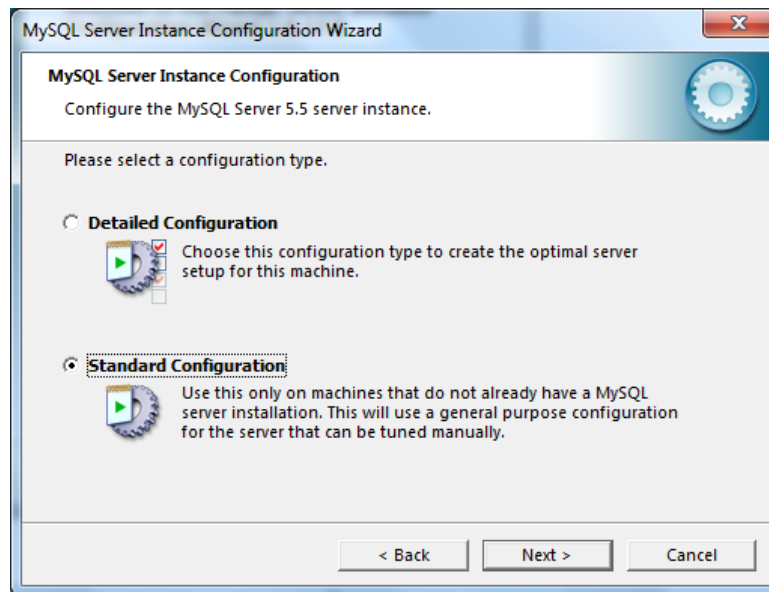 MySQL Server Instance Configuration Wizard
MySQL Server Instance Configuration
Configure the MySQL Server 5.5 server instance.
Please select a configuration type.
Detailed Configuration
Choose this configuration type to create the optimal server
setup for this machine.
Standard Configuration
Use this only on machines that do not already have a MySQL
server installation. This will use a general purpose configuration
for the server that can be tuned manually.
< Back
Next >
Cancel